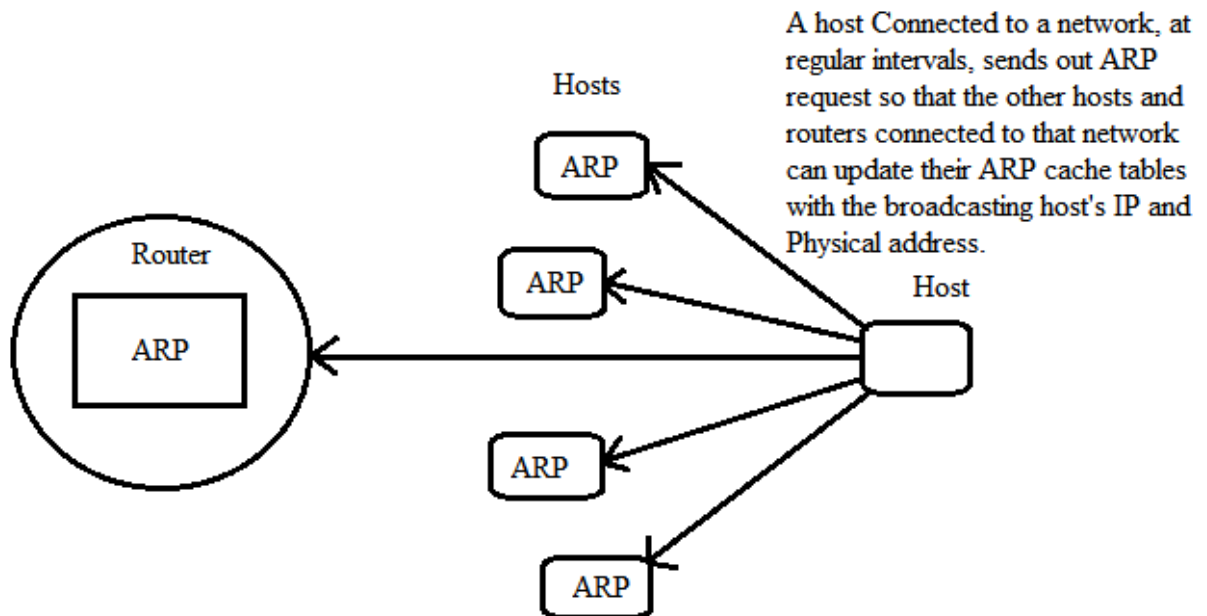 A host Connected to a network, at
regular intervals, sends out ARP
request so that the other hosts and
routers connected to that network
can update their ARP cache tables
with the broadcasting host's IP and
Physical address.
Hosts
ARP
Router
ARP
ARP
Host
ARP
ARP